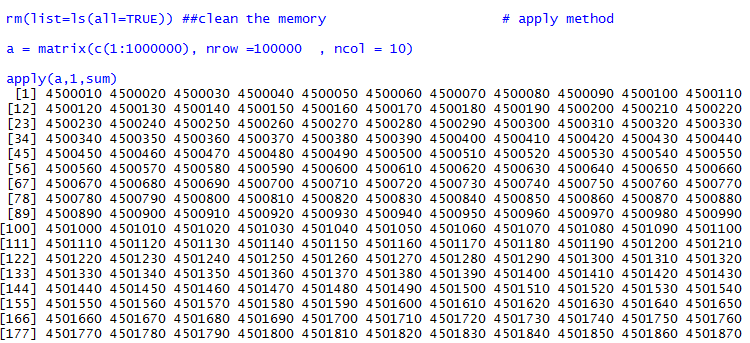 rm(list=ls(all=TRUE)) ##clean the memory # apply method
a = matrix(c(1:1000000), nrow =100000 , ncol = 10)
apply(a,1,sum)
[1] 4500010 4500020 4500030 4500040 4500050 4500060 4500070 4500080 4500090 4500100 4500110
[12] 4500120 4500130 4500140 4500150 4500160 4500170 4500180 4500190 4500200 4500210 4500220
[23] 4500230 4500240 4500250 4500260 4500270 4500280 4500290 4500300 4500310 4500320 4500330
[34] 4500340 4500350 4500360 4500370 4500380 4500390 4500400 4500410 4500420 4500430 4500440
[45] 4500450 4500460 4500470 4500480 4500490 4500500 4500510 4500520 4500530 4500540 4500550
[56] 4500560 4500570 4500580 4500590 4500600 4500610 4500620 4500630 4500640 4500650 4500660
[67] 4500670 4500680 4500690 4500700 4500710 4500720 4500730 4500740 4500750 4500760 4500770
[78] 4500780 4500790 4500800 4500810 4500820 4500830 4500840 4500850 4500860 4500870 4500880
[89] 4500890 4500900 4500910 4500920 4500930 4500940 4500950 4500960 4500970 4500980 4500990
[100] 4501000 4501010 4501020 4501030 4501040 4501050 4501060 4501070 4501080 4501090 4501100
[111] 4501110 4501120 4501130 4501140 4501150 4501160 4501170 4501180 4501190 4501200 4501210
[122] 4501220 4501230 4501240 4501250 4501260 4501270 4501280 4501290 4501300 4501310 4501320
[133] 4501330 4501340 4501350 4501360 4501370 4501380 4501390 4501400 4501410 4501420 4501430
[144] 4501440 4501450 4501460 4501470 4501480 4501490 4501500 4501510 4501520 4501530 4501540
[155] 4501550 4501560 4501570 4501580 4501590 4501600 4501610 4501620 4501630 4501640 4501650
[166] 4501660 4501670 4501680 4501690 4501700 4501710 4501720 4501730 4501740 4501750 4501760
[177] 4501770 4501780 4501790 4501800 4501810 4501820 4501830 4501840 4501850 4501860 4501870